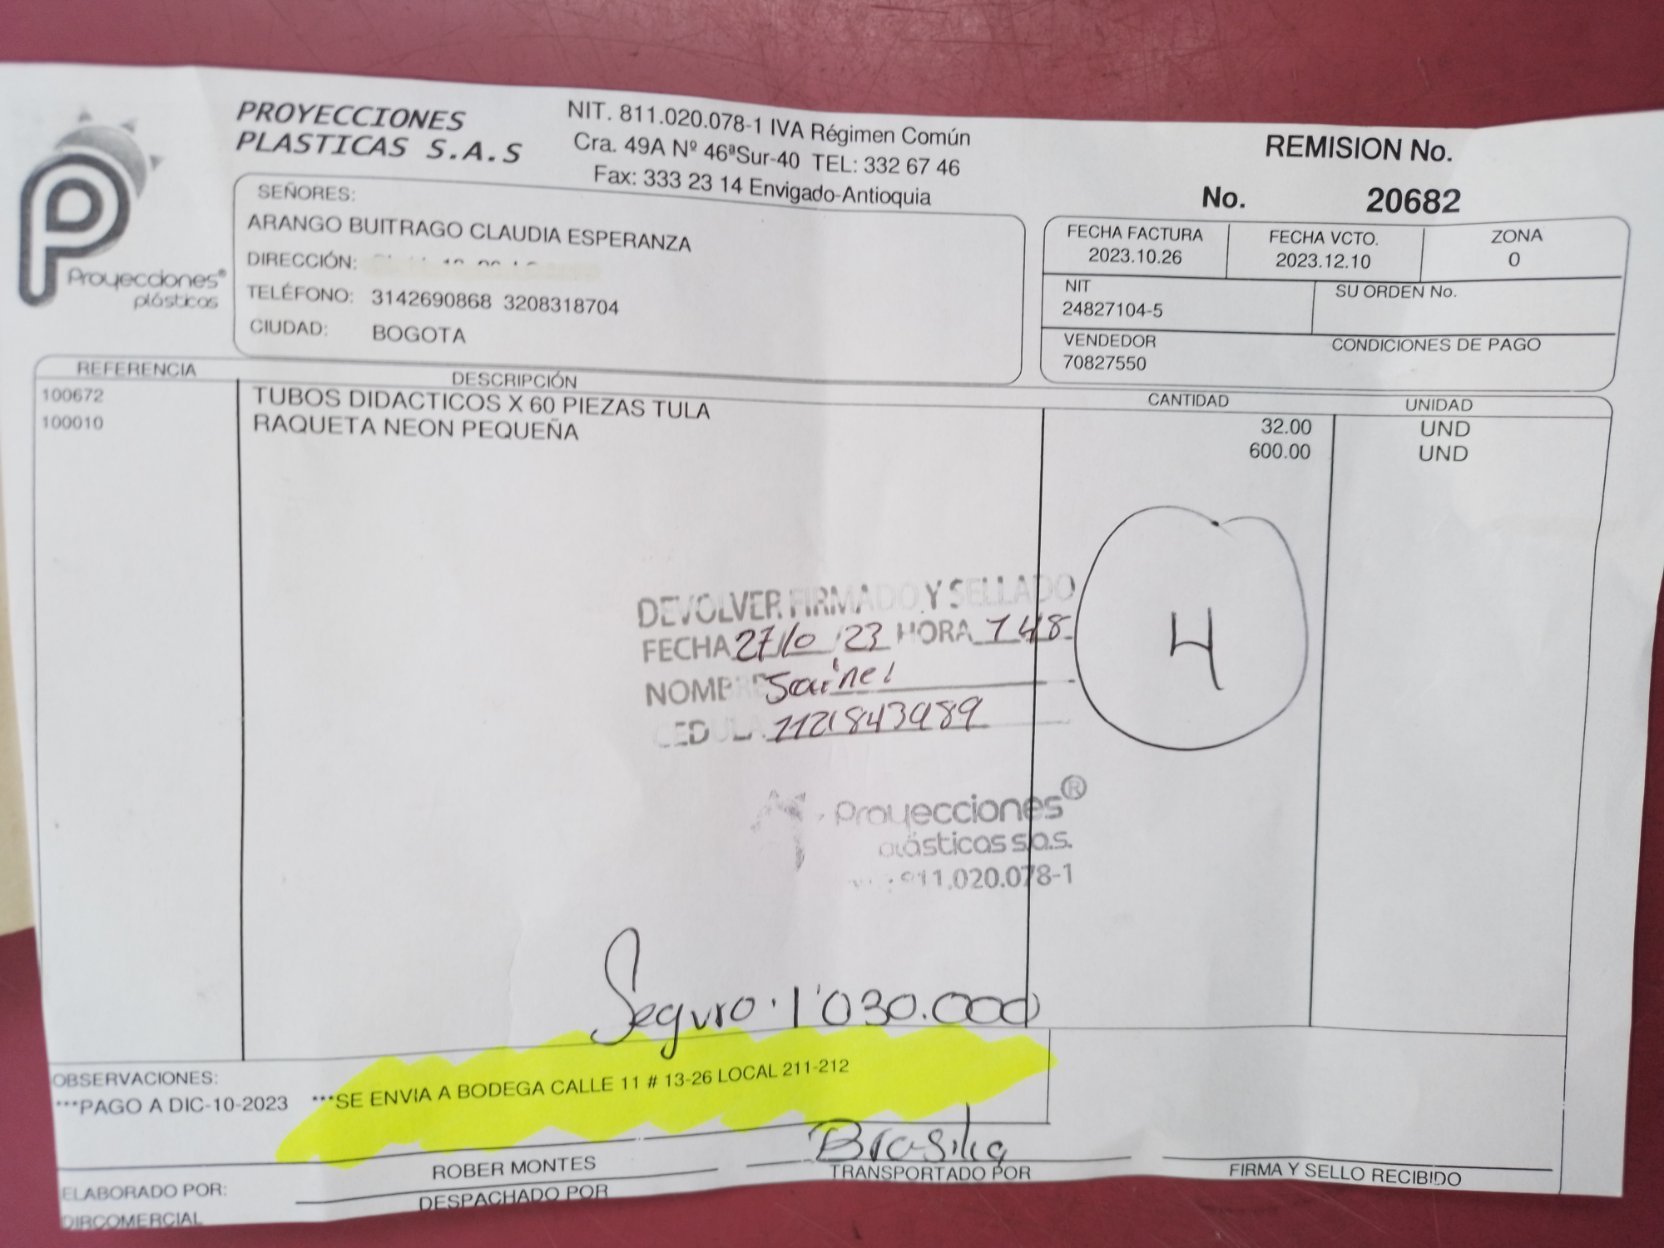 PROYECCIONES
PLASTICAS S.A.S
NIT. 811.020.078-1 IVA Régimen Común
Cra. 49A Nº 46ªSur-40 TEL: 332 67 46
Fax: 333 23 14 Envigado-Antioquia
REMISION No.
No. 20682
Proyecciones®
plásticas
SEÑORES:
ARANGO BUITRAGO CLAUDIA ESPERANZA
DIRECCIÓN:
TELÉFONO: 3142690868 3208318704
CIUDAD: BOGOTA
FECHA FACTURA FECHA VCTO. ZONA
2023.10.26 2023.12.10 0
NIT SU ORDEN No.
24827104-5
VENDEDOR CONDICIONES DE PAGO
70827550
REFERENCIA DESCRIPCIÓN CANTIDAD UNIDAD
100672 TUBOS DIDACTICOS X 60 PIEZAS TULA 32.00 UND
100010 RAQUETA NEON PEQUEÑA 600.00 UND
4
DEVOLVER FIRMADO Y SELLADO
FECHA 27/10/23 HORA 148
NOMBRE
CEDULA 1121843989
Proyecciones®
plásticas s.a.s.
811.020.078-1
Seguro. 1'030.000
OBSERVACIONES:
***PAGO A DIC-10-2023 ***SE ENVIA A BODEGA CALLE 11 # 13-26 LOCAL 211-212
Brasilia
ROBER MONTES
ELABORADO POR: DESPACHADO POR TRANSPORTADO POR FIRMA Y SELLO RECIBIDO
DIRCOMERCIAL